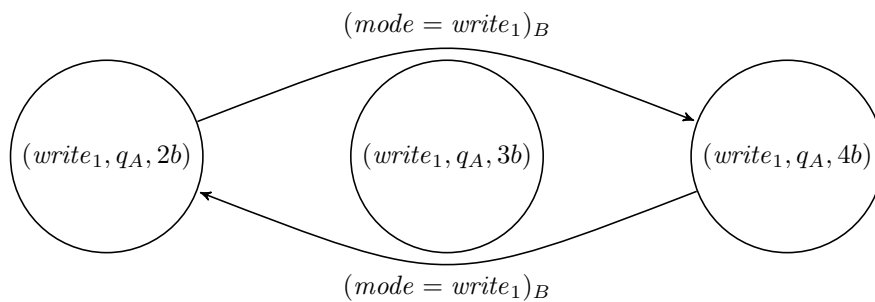 (mode = write₁)B
(write₁, qA, 2b) (write₁, qA, 3b) (write₁, qA, 4b)
(mode = write₁)B